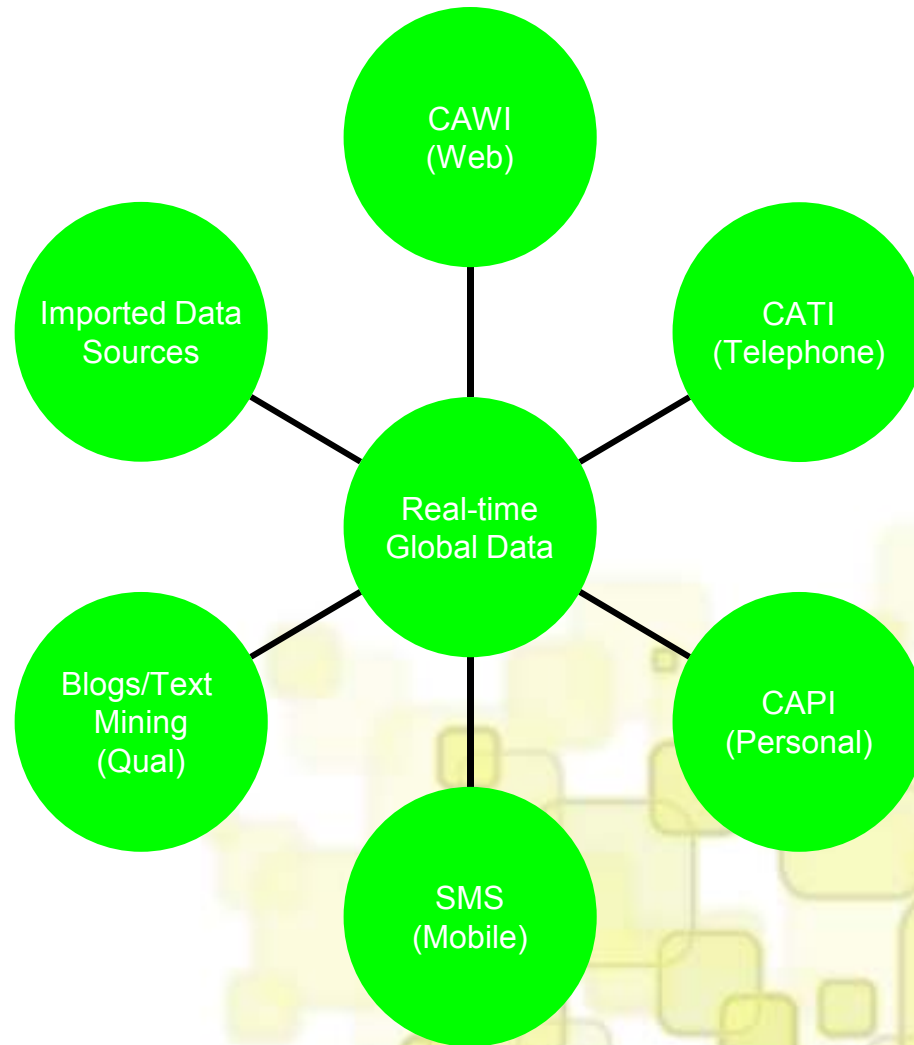 CAWI
(Web)
Imported Data
Sources
CATI
(Telephone)
Real-time
Global Data
Blogs/Text
Mining
(Qual)
CAPI
(Personal)
SMS
(Mobile)